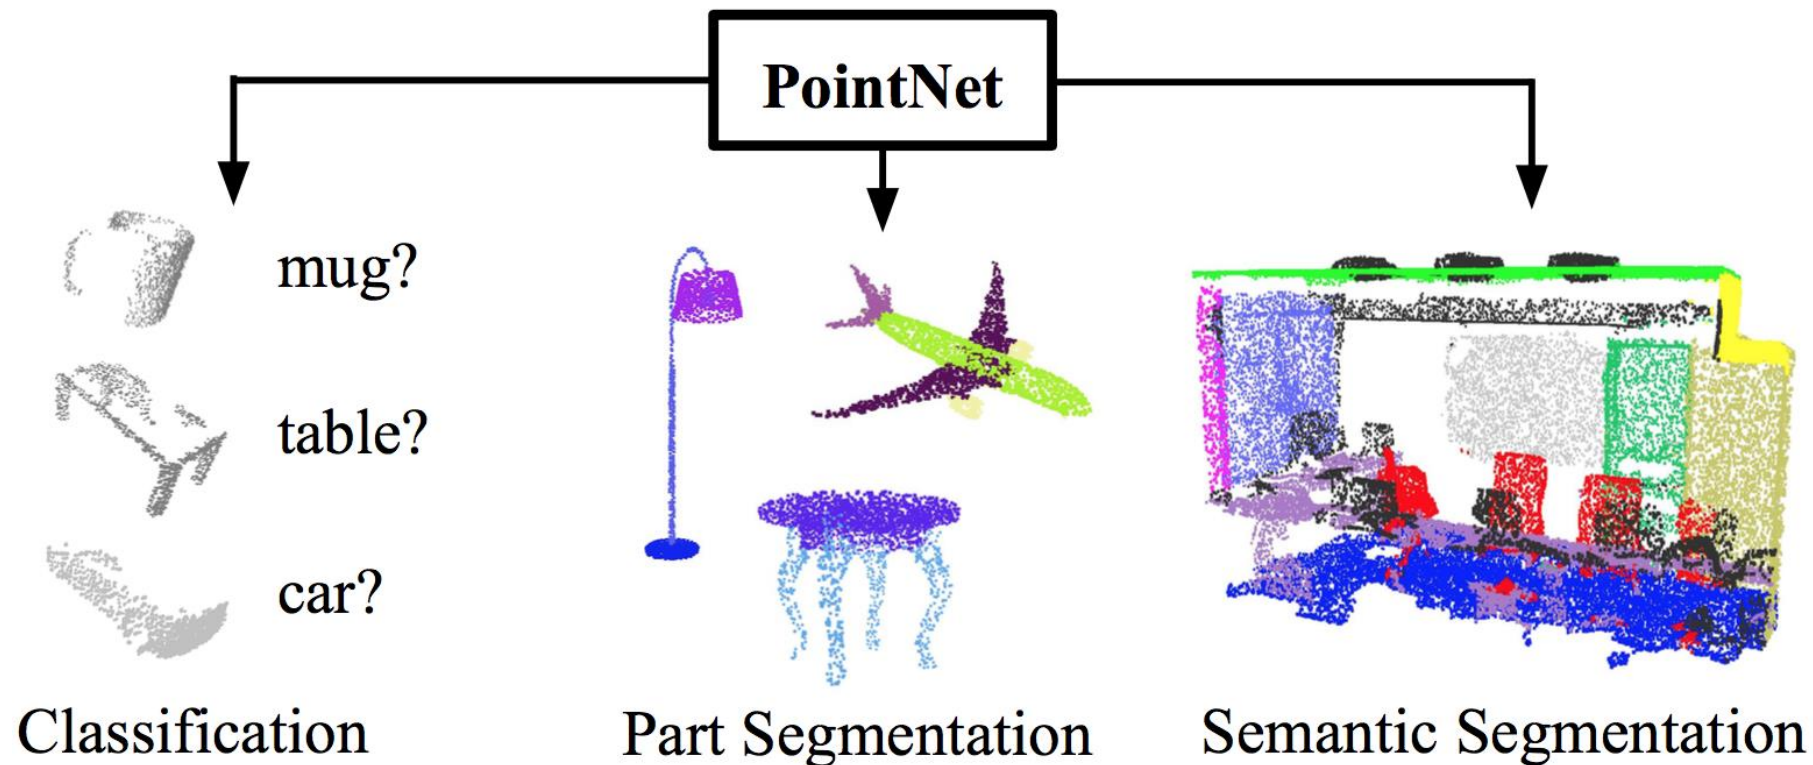 PointNet
mug?
table?
car?
Classification
Part Segmentation
Semantic Segmentation